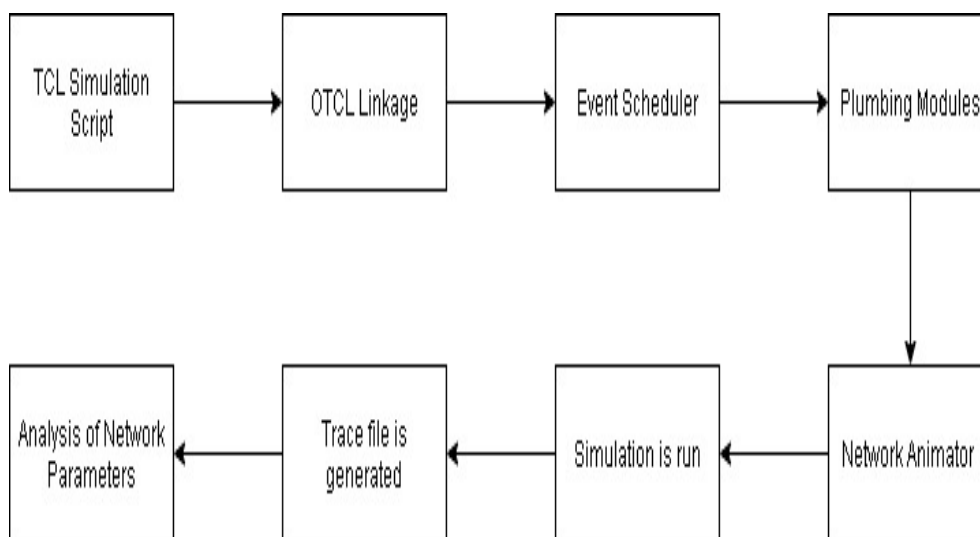 TCL Simulation
Script
OTCL Linkage
Event Scheduler
Plumbing Modules
Network Animator
Simulation is run
Trace file is
generated
Analysis of Network
Parameters